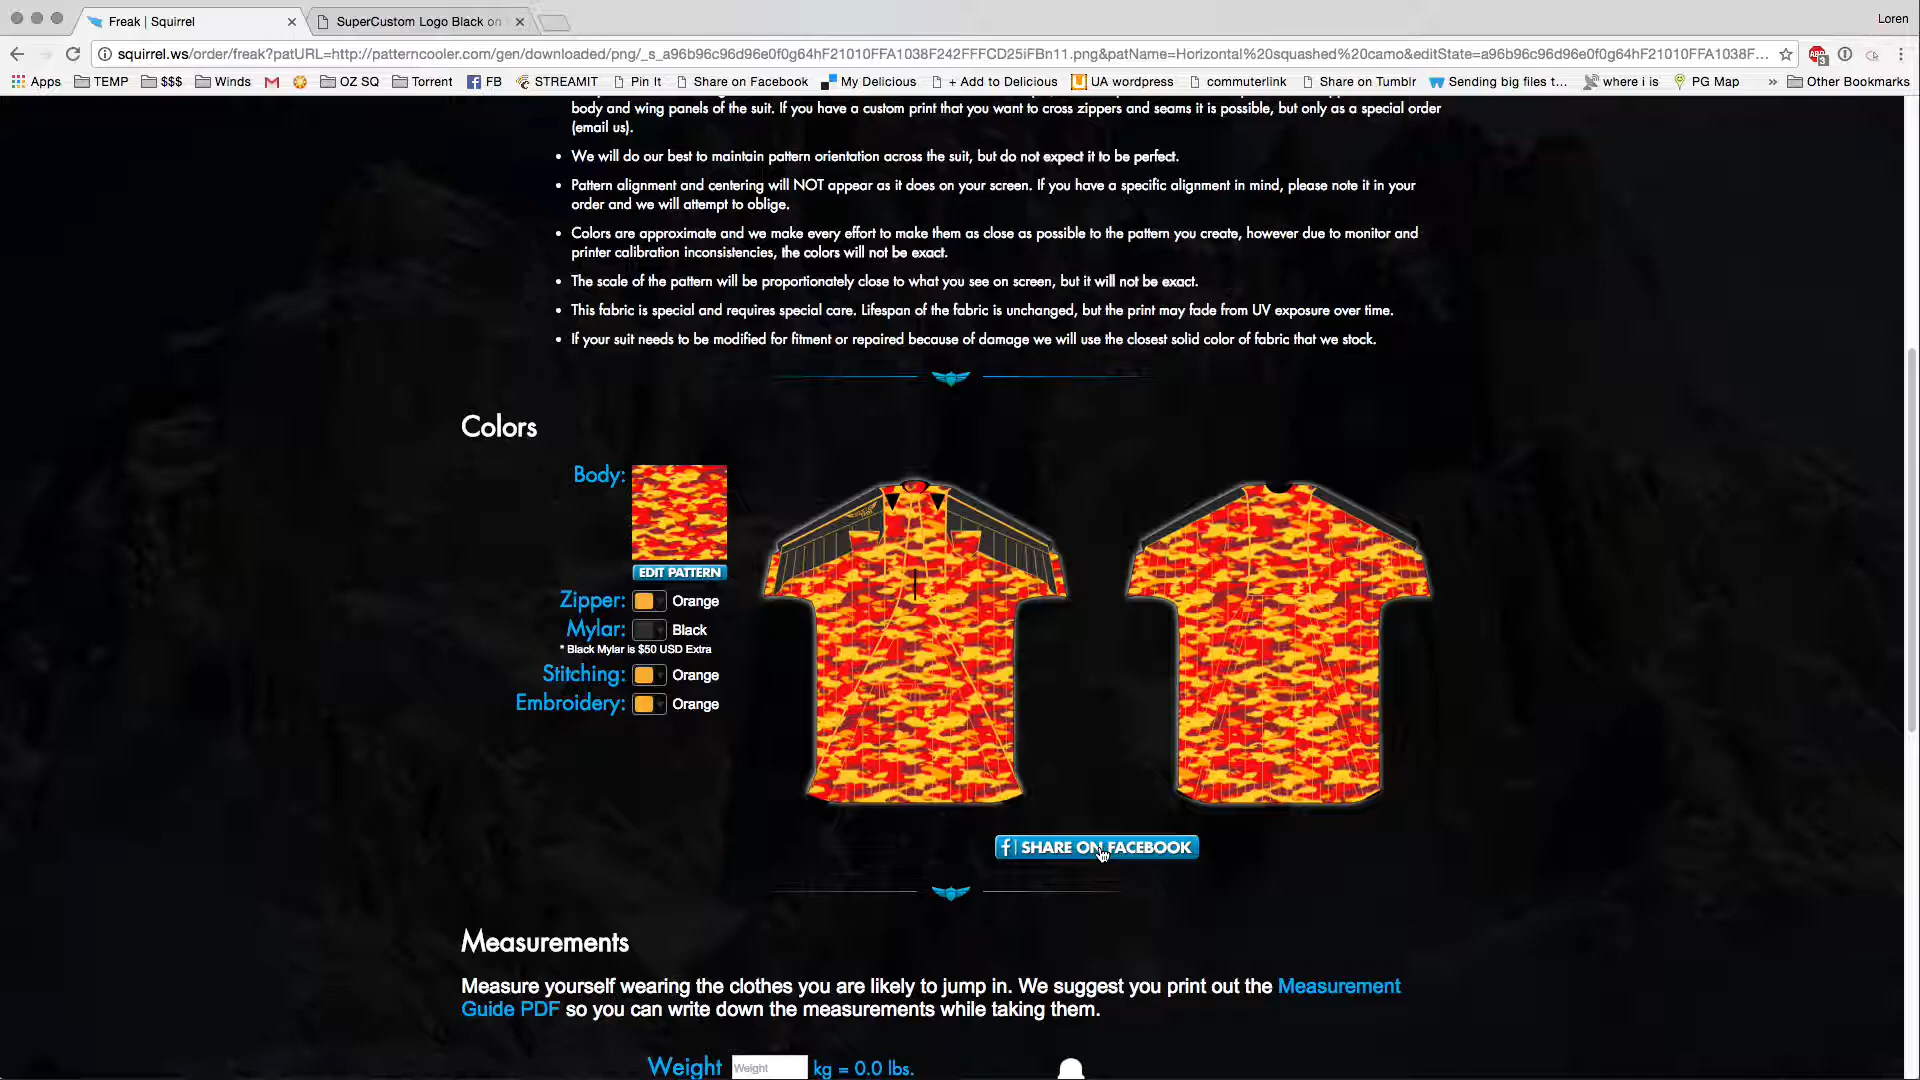 Freak | Squirrel
SuperCustom Logo Black on
Loren
squirrel.ws/order/freak?patURL=http://patterncooler.com/gen/downloaded/png/_s_a96b96c96d96e0f0g64hF21010FFA1038F242FFFCD25iFBn11.png&patName=Horizontal%20squashed%20camo&editState=a96b96c96d96e0f0g64hF21010FFA1038F...
Apps TEMP $$$ Winds OZ SQ Torrent FB STREAMIT Pin It Share on Facebook My Delicious + Add to Delicious UA wordpress commuterlink Share on Tumblr Sending big files t... where i is PG Map » Other Bookmarks
body and wing panels of the suit. If you have a custom print that you want to cross zippers and seams it is possible, but only as a special order
(email us).
• We will do our best to maintain pattern orientation across the suit, but do not expect it to be perfect.
• Pattern alignment and centering will NOT appear as it does on your screen. If you have a specific alignment in mind, please note it in your
order and we will attempt to oblige.
• Colors are approximate and we make every effort to make them as close as possible to the pattern you create, however due to monitor and
printer calibration inconsistencies, the colors will not be exact.
• The scale of the pattern will be proportionately close to what you see on screen, but it will not be exact.
• This fabric is special and requires special care. Lifespan of the fabric is unchanged, but the print may fade from UV exposure over time.
• If your suit needs to be modified for fitment or repaired because of damage we will use the closest solid color of fabric that we stock.
Colors
Body:
EDIT PATTERN
Zipper: Orange
Mylar: Black
* Black Mylar is $50 USD Extra
Stitching: Orange
Embroidery: Orange
f SHARE ON FACEBOOK
Measurements
Measure yourself wearing the clothes you are likely to jump in. We suggest you print out the Measurement
Guide PDF so you can write down the measurements while taking them.
Weight Weight kg = 0.0 lbs.